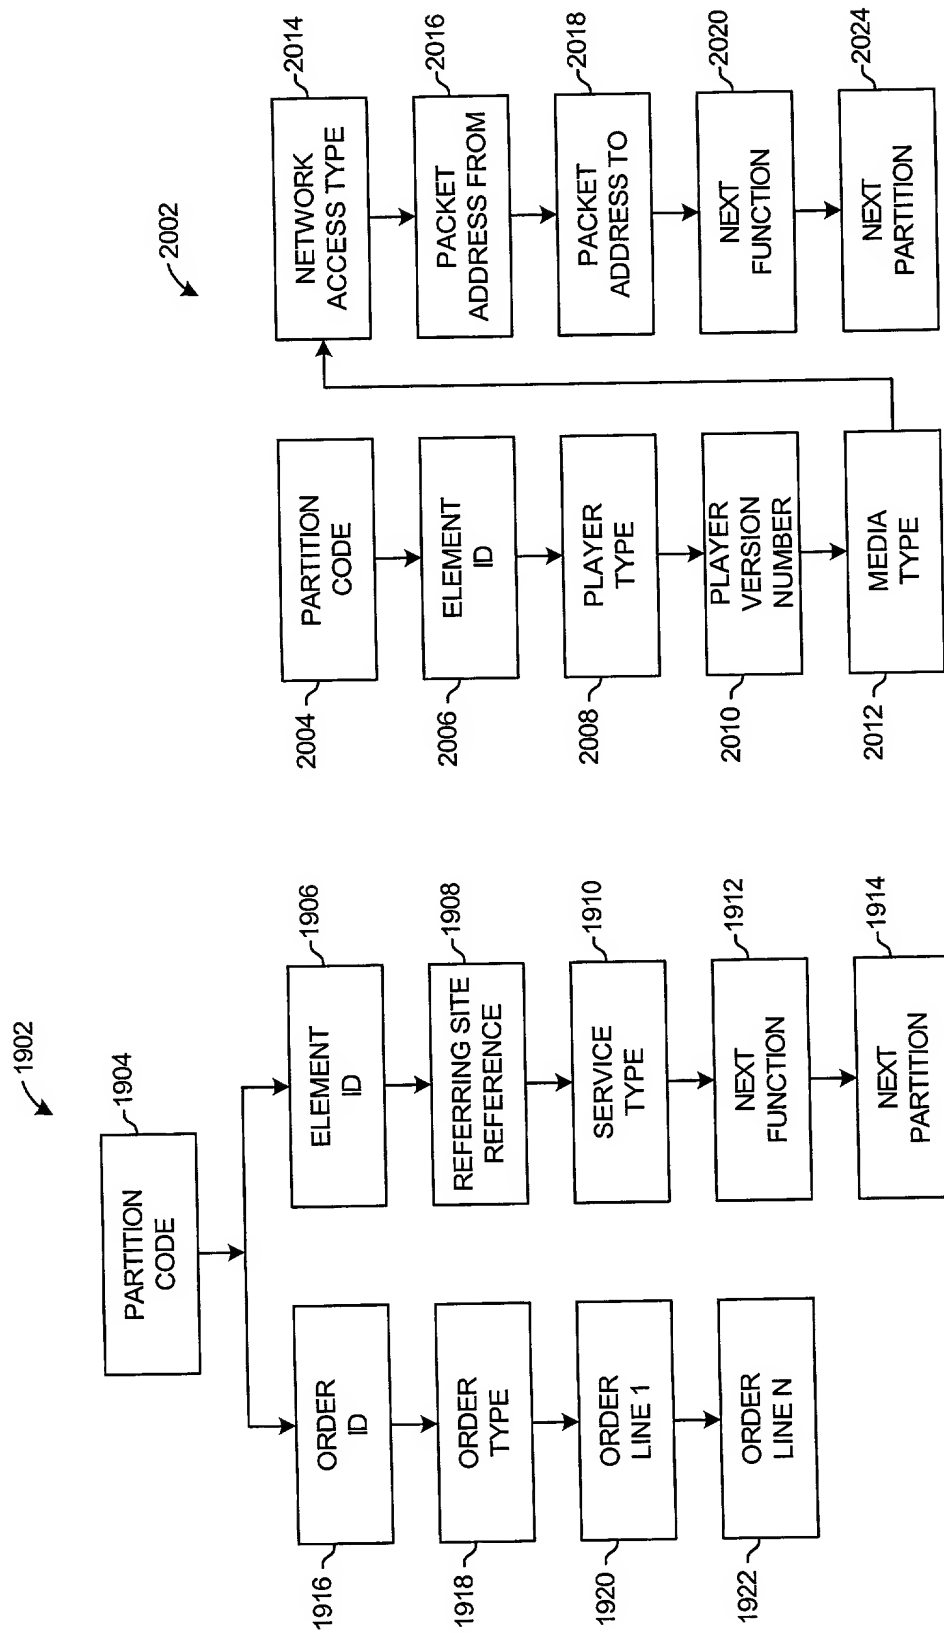 1902
PARTITION
CODE
1904
ORDER
ID
1916
ORDER
TYPE
1918
ORDER
LINE 1
1920
ORDER
LINE N
1922
ELEMENT
ID
1906
REFERRING SITE
REFERENCE
1908
SERVICE
TYPE
1910
NEXT
FUNCTION
1912
NEXT
PARTITION
1914
2002
PARTITION
CODE
2004
ELEMENT
ID
2006
PLAYER
TYPE
2008
PLAYER
VERSION
NUMBER
2010
MEDIA
TYPE
2012
NETWORK
ACCESS TYPE
2014
PACKET
ADDRESS FROM
2016
PACKET
ADDRESS TO
2018
NEXT
FUNCTION
2020
NEXT
PARTITION
2024